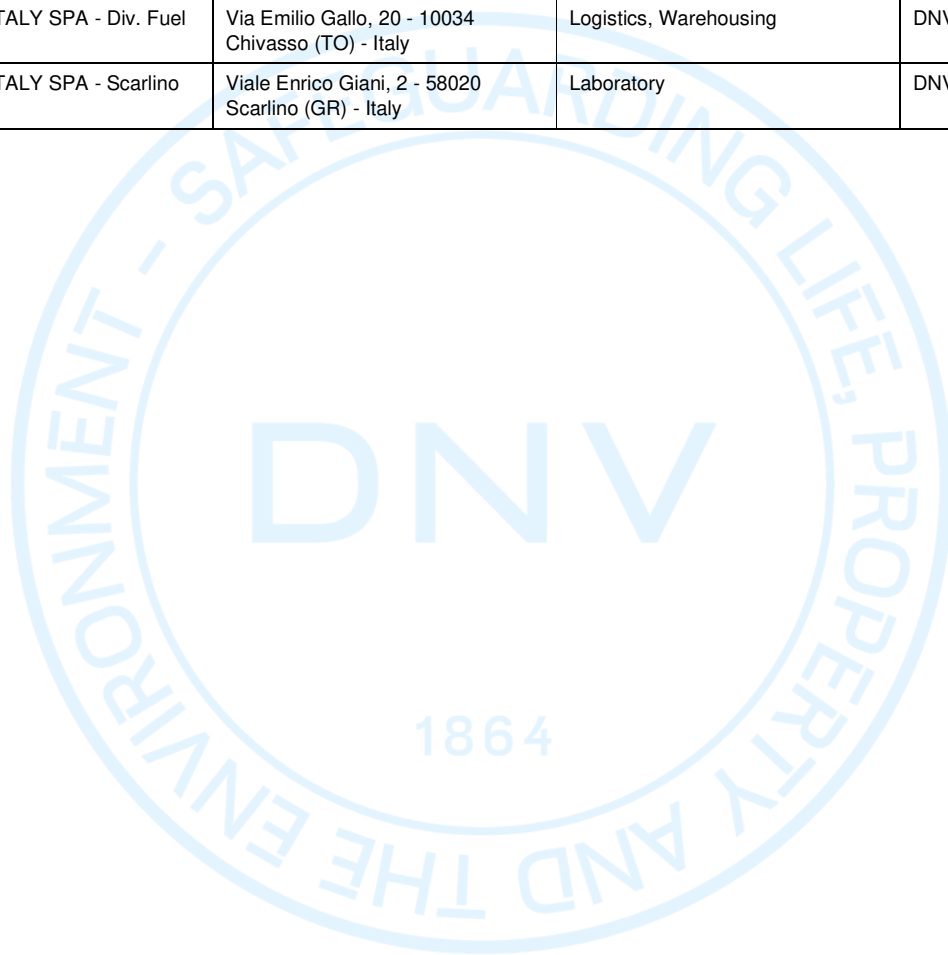 TALY SPA - Div. Fuel Via Emilio Gallo, 20 - 10034 Logistics, Warehousing DNV
Chivasso (TO) - Italy
TALY SPA - Scarlino Viale Enrico Giani, 2 - 58020 Laboratory DNV
Scarlino (GR) - Italy
SAFEGUARDING LIFE, PROPERTY AND THE ENVIRONMENT -
DNV
1864